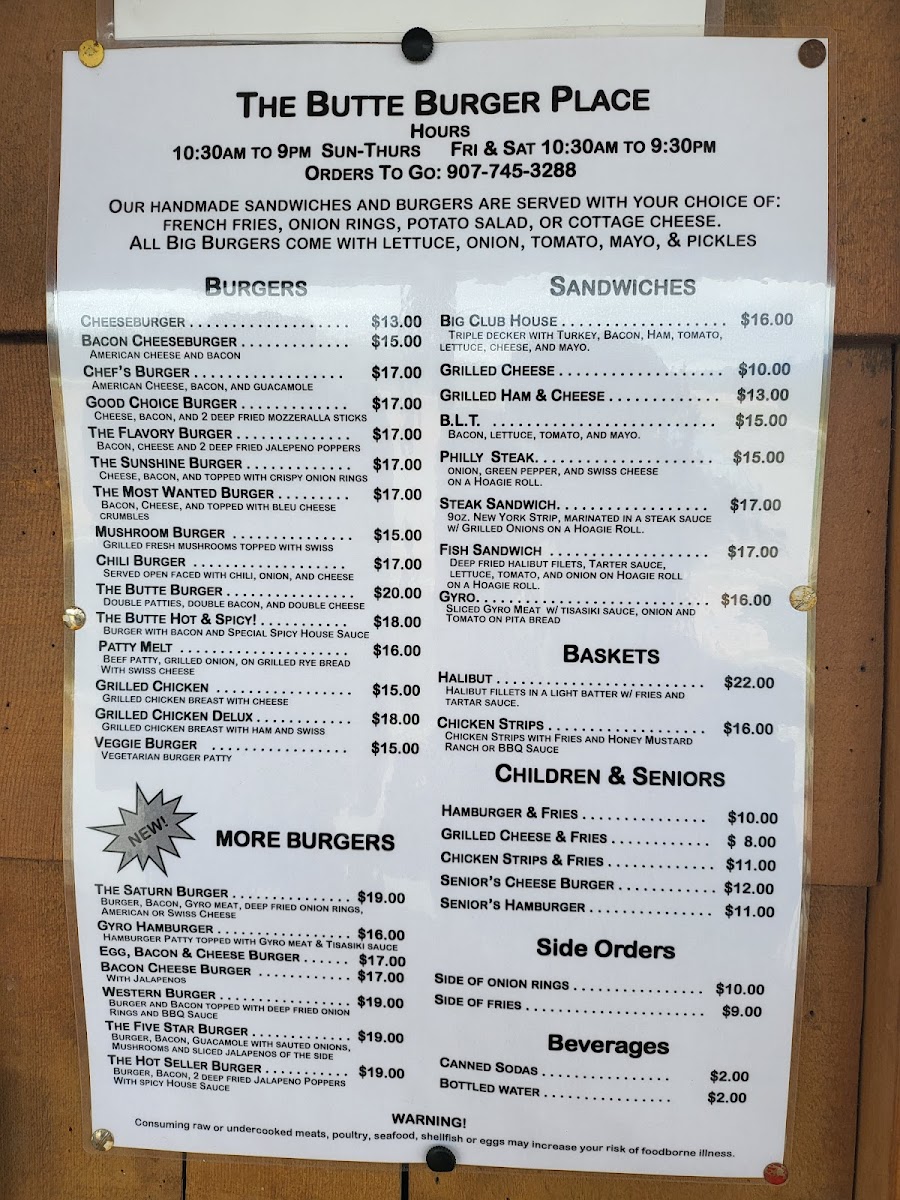 THE BUTTE BURGER PLACE
HOURS
10:30AM TO 9PM SUN-THURS FRI & SAT 10:30AM TO 9:30PM
ORDERS TO GO: 907-745-3288
OUR HANDMADE SANDWICHES AND BURGERS ARE SERVED WITH YOUR CHOICE OF:
FRENCH FRIES, ONION RINGS, POTATO SALAD, OR COTTAGE CHEESE.
ALL BIG BURGERS COME WITH LETTUCE, ONION, TOMATO, MAYO, & PICKLES
BURGERS
CHEESEBURGER . . . . . . . . . . . . . . . . . . . $13.00
BACON CHEESEBURGER . . . . . . . . . . . . . $15.00
AMERICAN CHEESE AND BACON
CHEF'S BURGER . . . . . . . . . . . . . . . . . . $17.00
AMERICAN CHEESE, BACON, AND GUACAMOLE
GOOD CHOICE BURGER . . . . . . . . . . . . . $17.00
CHEESE, BACON, AND 2 DEEP FRIED MOZZERALLA STICKS
THE FLAVORY BURGER . . . . . . . . . . . . . . $17.00
BACON, CHEESE AND 2 DEEP FRIED JALEPENO POPPERS
THE SUNSHINE BURGER . . . . . . . . . . . . . $17.00
CHEESE, BACON, AND TOPPED WITH CRISPY ONION RINGS
THE MOST WANTED BURGER . . . . . . . . . $17.00
BACON, CHEESE, AND TOPPED WITH BLEU CHEESE
CRUMBLES
MUSHROOM BURGER . . . . . . . . . . . . . . $15.00
GRILLED FRESH MUSHROOMS TOPPED WITH SWISS
CHILI BURGER . . . . . . . . . . . . . . . . . . $17.00
SERVED OPEN FACED WITH CHILI, ONION, AND CHEESE
THE BUTTE BURGER . . . . . . . . . . . . . . . $20.00
DOUBLE PATTIES, DOUBLE BACON, AND DOUBLE CHEESE
THE BUTTE HOT & SPICY! . . . . . . . . . . . $18.00
BURGER WITH BACON AND SPECIAL SPICY HOUSE SAUCE
PATTY MELT . . . . . . . . . . . . . . . . . . . . $16.00
BEEF PATTY, GRILLED ONION, ON GRILLED RYE BREAD
WITH SWISS CHEESE
GRILLED CHICKEN . . . . . . . . . . . . . . . . $15.00
GRILLED CHICKEN BREAST WITH CHEESE
GRILLED CHICKEN DELUX . . . . . . . . . . . . $18.00
GRILLED CHICKEN BREAST WITH HAM AND SWISS
VEGGIE BURGER . . . . . . . . . . . . . . . . $15.00
VEGETARIAN BURGER PATTY
NEW!
MORE BURGERS
THE SATURN BURGER . . . . . . . . . . . . . . $19.00
BURGER, BACON, GYRO MEAT, DEEP FRIED ONION RINGS,
AMERICAN OR SWISS CHEESE
GYRO HAMBURGER . . . . . . . . . . . . . . . . $16.00
HAMBURGER PATTY TOPPED WITH GYRO MEAT & TISASIKI SAUCE
EGG, BACON & CHEESE BURGER . . . . . . $17.00
BACON CHEESE BURGER . . . . . . . . . . . $17.00
WITH JALAPENOS
WESTERN BURGER . . . . . . . . . . . . . . . . $19.00
BURGER AND BACON TOPPED WITH DEEP FRIED ONION
RINGS AND BBQ SAUCE
THE FIVE STAR BURGER . . . . . . . . . . . . $19.00
BURGER, BACON, GUACAMOLE WITH SAUTED ONIONS,
MUSHROOMS AND SLICED JALAPENOS OF THE SIDE
THE HOT SELLER BURGER . . . . . . . . . . . $19.00
BURGER, BACON, 2 DEEP FRIED JALAPENO POPPERS
WITH SPICY HOUSE SAUCE
SANDWICHES
BIG CLUB HOUSE . . . . . . . . . . . . . . . . . . . $16.00
TRIPLE DECKER WITH TURKEY, BACON, HAM, TOMATO,
LETTUCE, CHEESE, AND MAYO.
GRILLED CHEESE . . . . . . . . . . . . . . . . . . . $10.00
GRILLED HAM & CHEESE . . . . . . . . . . . . . $13.00
B.L.T. . . . . . . . . . . . . . . . . . . . . . . . . . . $15.00
BACON, LETTUCE, TOMATO, AND MAYO.
PHILLY STEAK. . . . . . . . . . . . . . . . . . . . . $15.00
ONION, GREEN PEPPER, AND SWISS CHEESE
ON A HOAGIE ROLL.
STEAK SANDWICH. . . . . . . . . . . . . . . . . . $17.00
9OZ. NEW YORK STRIP, MARINATED IN A STEAK SAUCE
W/ GRILLED ONIONS ON A HOAGIE ROLL.
FISH SANDWICH . . . . . . . . . . . . . . . . . . $17.00
DEEP FRIED HALIBUT FILETS, TARTER SAUCE,
LETTUCE, TOMATO, AND ONION ON HOAGIE ROLL
ON A HOAGIE ROLL.
GYRO. . . . . . . . . . . . . . . . . . . . . . . . . . . $16.00
SLICED GYRO MEAT W/ TISASIKI SAUCE, ONION AND
TOMATO ON PITA BREAD
BASKETS
HALIBUT . . . . . . . . . . . . . . . . . . . . . . . . $22.00
HALIBUT FILLETS IN A LIGHT BATTER W/ FRIES AND
TARTAR SAUCE.
CHICKEN STRIPS . . . . . . . . . . . . . . . . . . $16.00
CHICKEN STRIPS WITH FRIES AND HONEY MUSTARD
RANCH OR BBQ SAUCE
CHILDREN & SENIORS
HAMBURGER & FRIES . . . . . . . . . . . . . . $10.00
GRILLED CHEESE & FRIES . . . . . . . . . . . $ 8.00
CHICKEN STRIPS & FRIES . . . . . . . . . . . . $11.00
SENIOR'S CHEESE BURGER . . . . . . . . . . . $12.00
SENIOR'S HAMBURGER . . . . . . . . . . . . . . $11.00
Side Orders
SIDE OF ONION RINGS . . . . . . . . . . . . . . . $10.00
SIDE OF FRIES . . . . . . . . . . . . . . . . . . . . . $9.00
Beverages
CANNED SODAS . . . . . . . . . . . . . . . $2.00
BOTTLED WATER . . . . . . . . . . . . . . . $2.00
WARNING!
Consuming raw or undercooked meats, poultry, seafood, shellfish or eggs may increase your risk of foodborne illness.